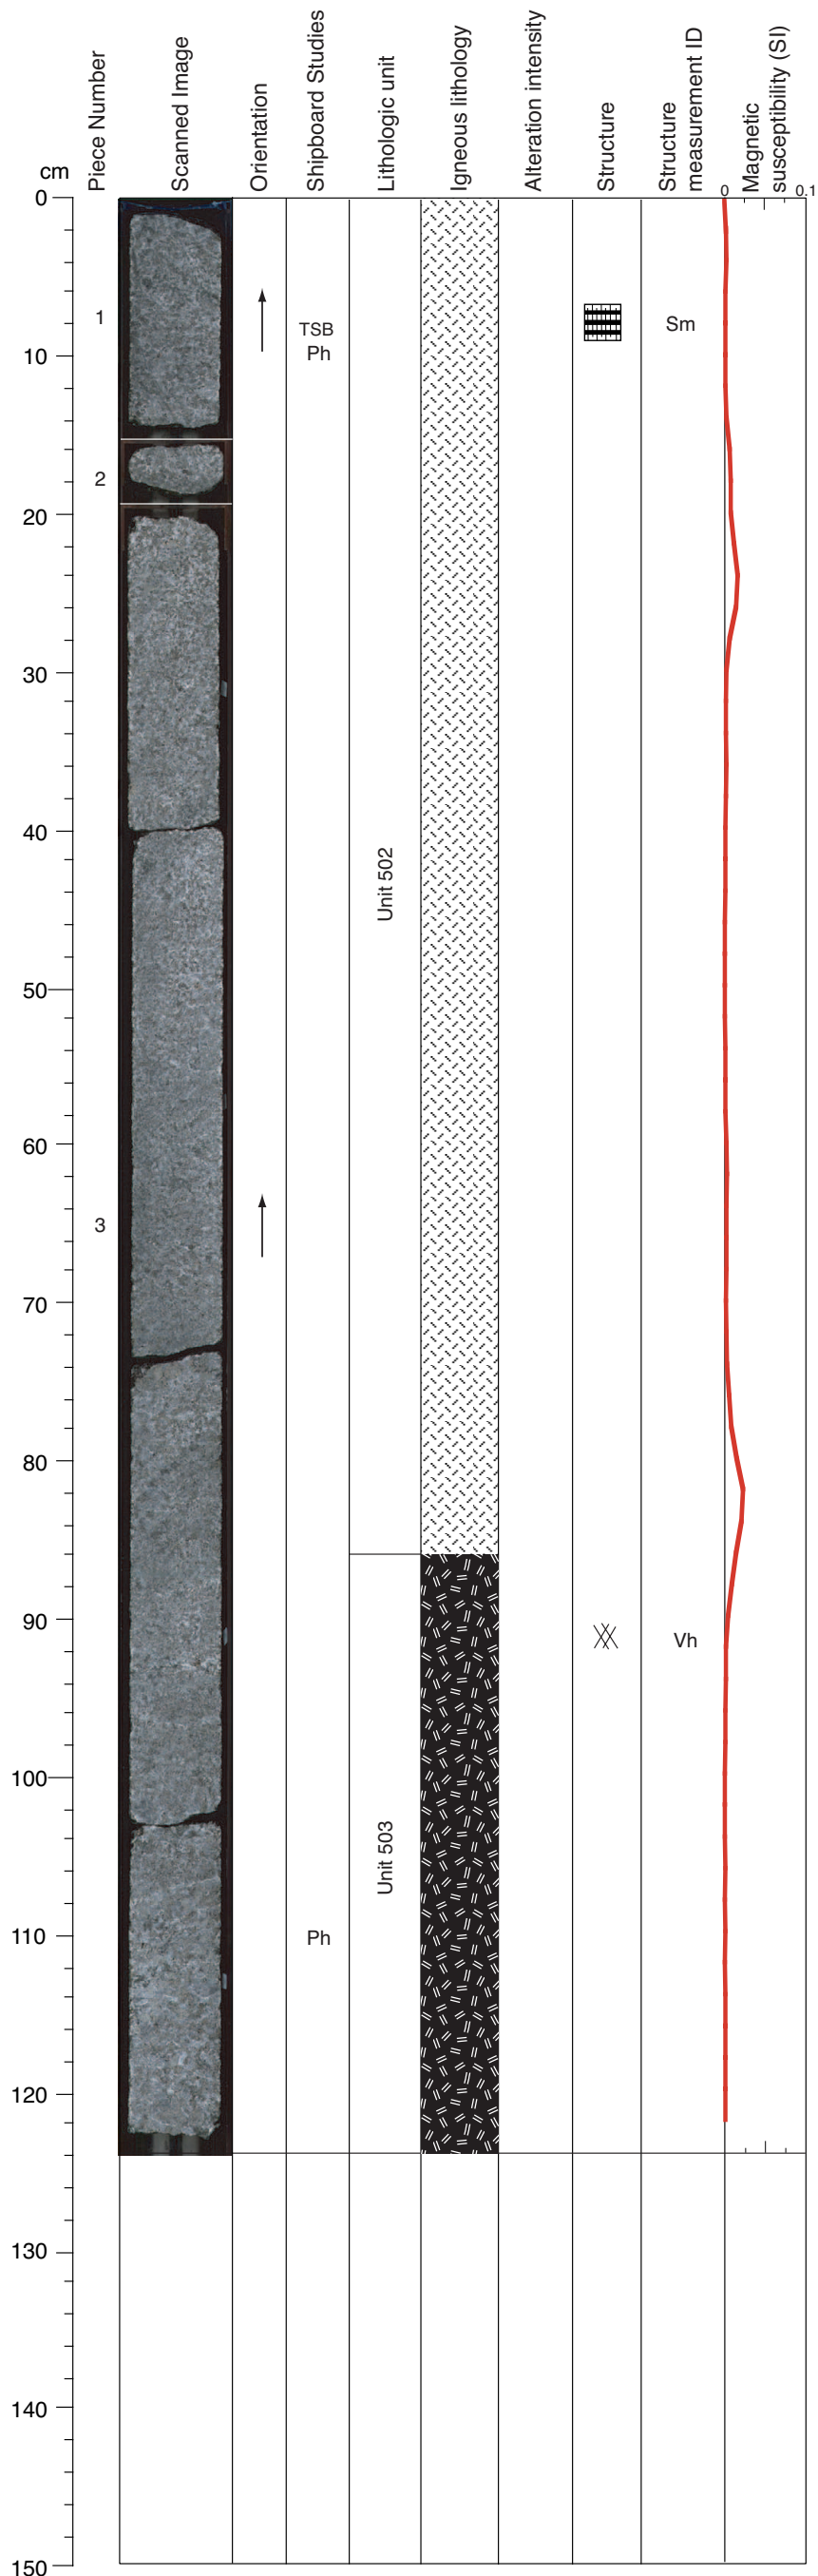 cm
Piece Number
Scanned Image
Orientation
Shipboard Studies
Lithologic unit
Igneous lithology
Alteration intensity
Structure
Structure
measurement ID
Magnetic
susceptibility (SI)
0 0.1
0
1
Sm
TSB
Ph
10
2
20
30
40
Unit 502
50
60
3
70
80
90
Vh
100
Unit 503
110
Ph
120
130
140
150